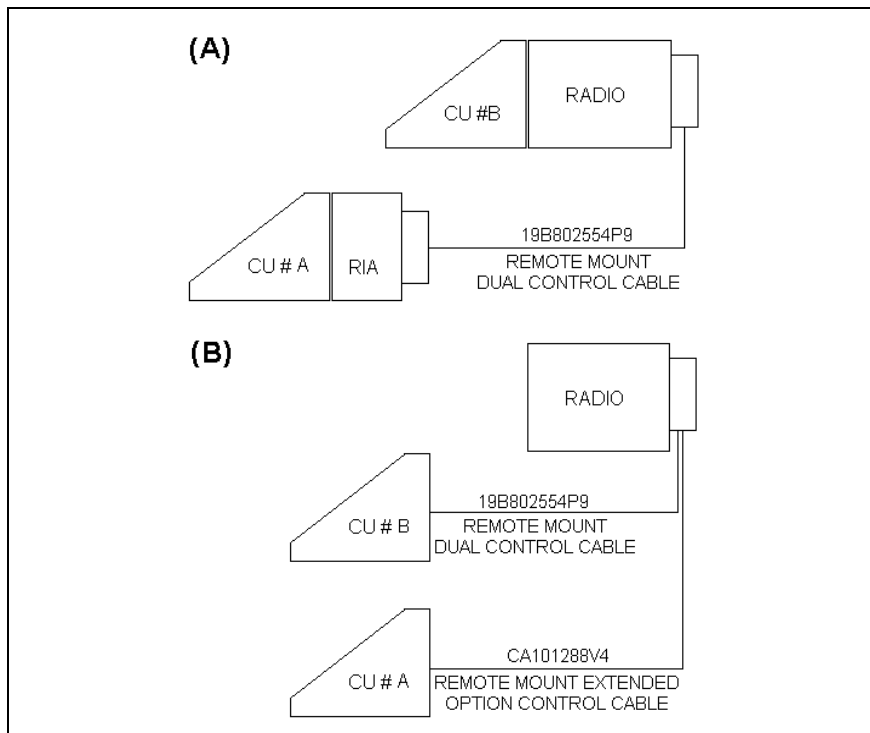 (A)
CU #B
RADIO
19B802554P9
REMOTE MOUNT
DUAL CONTROL CABLE
CU # A
RIA
(B)
RADIO
19B802554P9
REMOTE MOUNT
DUAL CONTROL CABLE
CU # B
CA101288V4
REMOTE MOUNT EXTENDED
OPTION CONTROL CABLE
CU # A